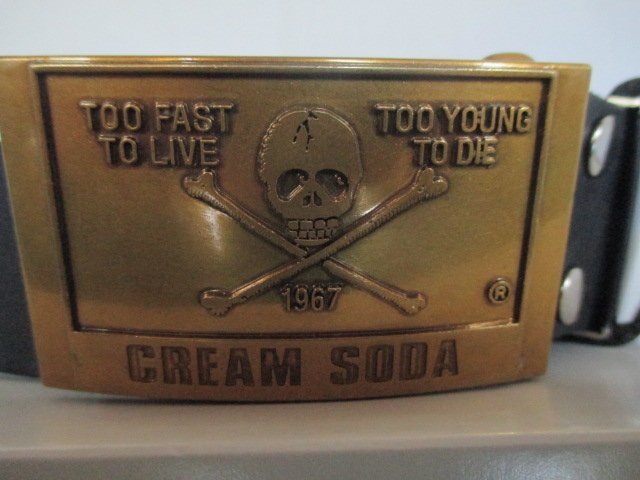 TOO FAST
TO LIVE
TOO YOUNG
TO DIE
1967
®
CREAM SODA